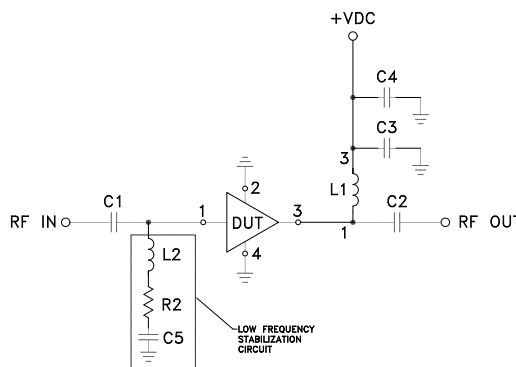 +VDC
C4
C3
3
L1
C1
2
RF IN
1
DUT
3
1
C2
RF OUT
4
L2
R2
C5
LOW FREQUENCY
STABILIZATION
CIRCUIT